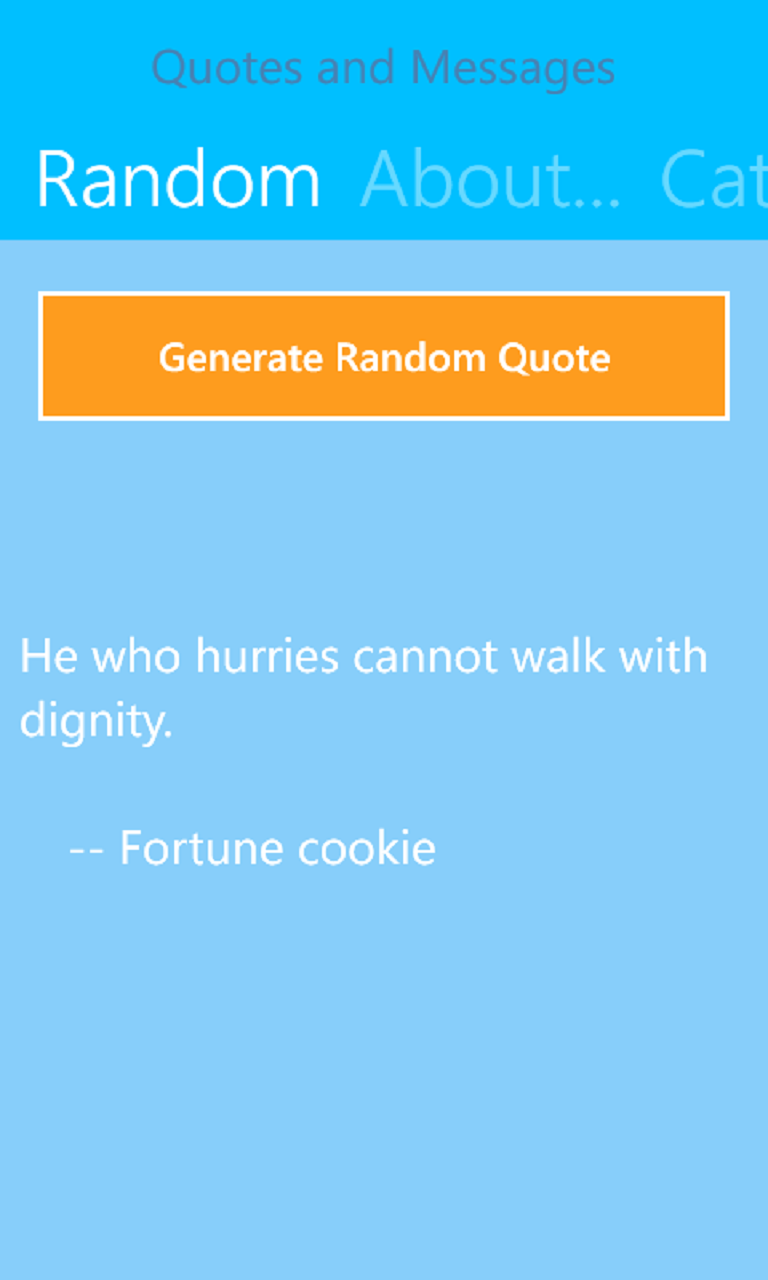 Quotes and Messages
Random About... Cat
Generate Random Quote
He who hurries cannot walk with
dignity.
-- Fortune cookie